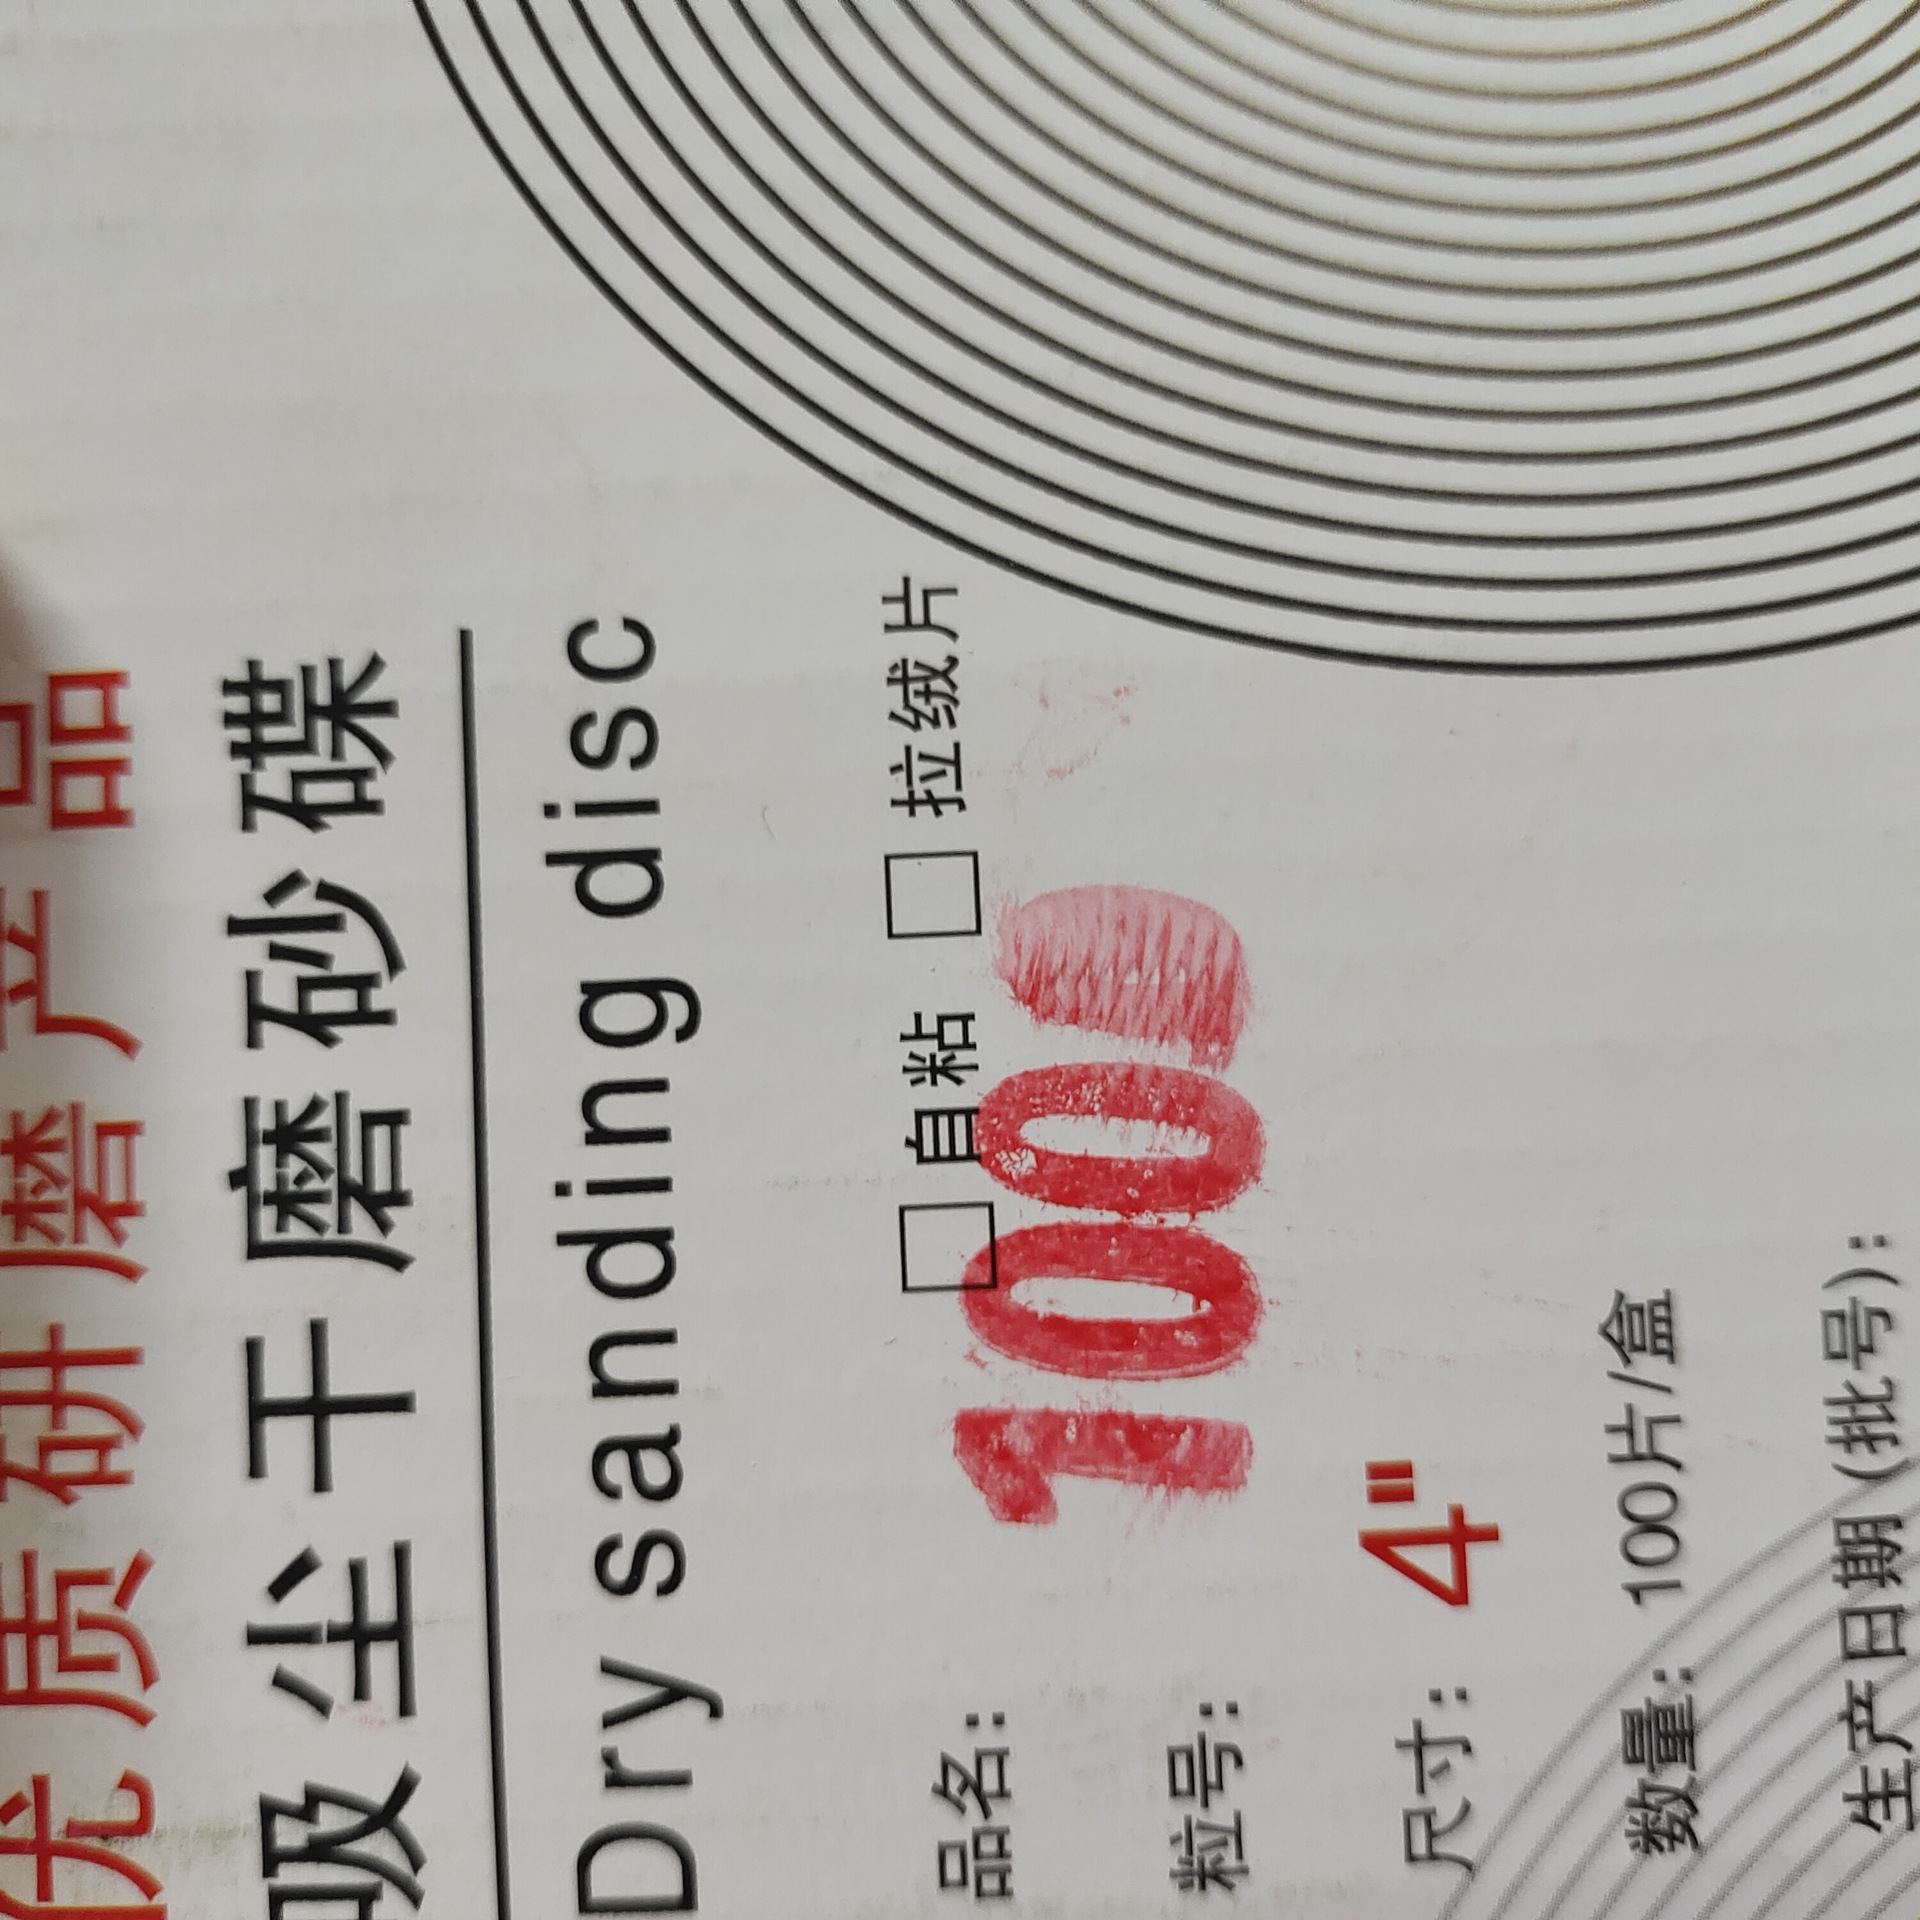 优质研磨产品
吸尘干磨砂碟
Dry sanding disc
品名: □自粘 □拉绒片
粒号: 100
尺寸: 4"
数量: 100片/盒
生产日期(批号):